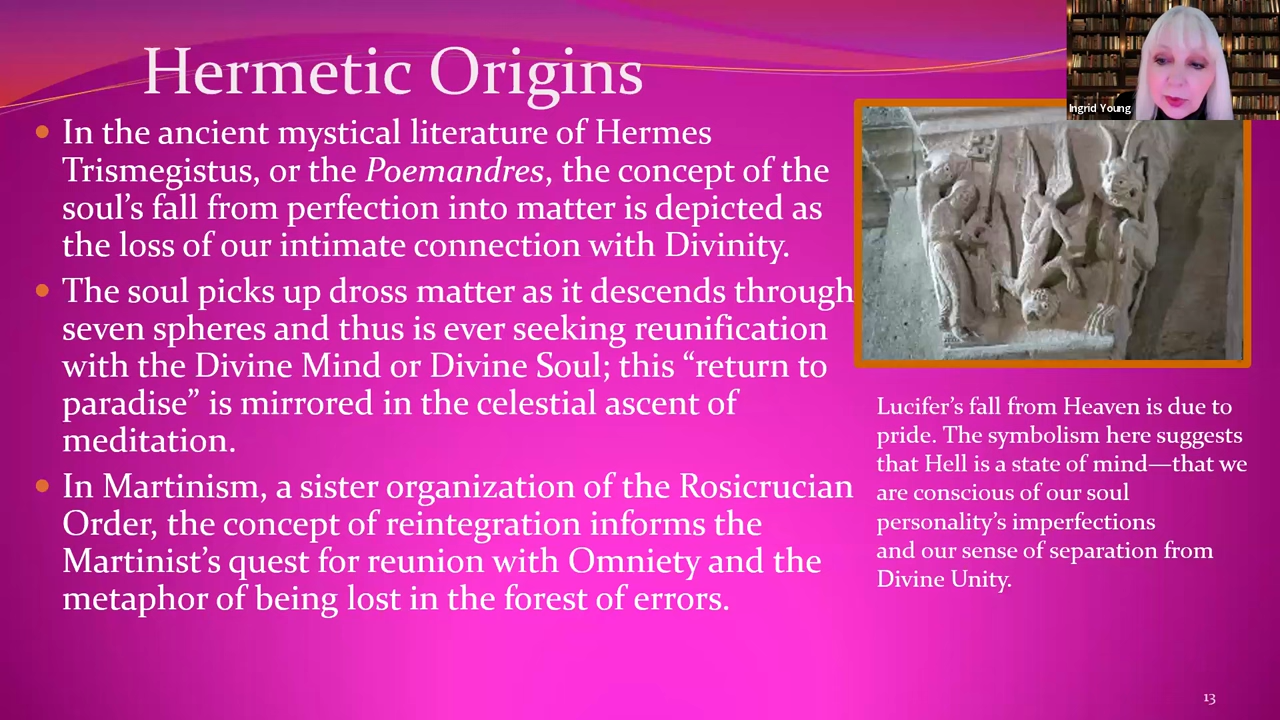 Hermetic Origins
Ingrid Young
In the ancient mystical literature of Hermes
Trismegistus, or the Poemandres, the concept of the
soul’s fall from perfection into matter is depicted as
the loss of our intimate connection with Divinity.
The soul picks up dross matter as it descends through
seven spheres and thus is ever seeking reunification
with the Divine Mind or Divine Soul; this “return to
paradise” is mirrored in the celestial ascent of
meditation.
In Martinism, a sister organization of the Rosicrucian
Order, the concept of reintegration informs the
Martinist’s quest for reunion with Omniety and the
metaphor of being lost in the forest of errors.
Lucifer’s fall from Heaven is due to
pride. The symbolism here suggests
that Hell is a state of mind—that we
are conscious of our soul
personality’s imperfections
and our sense of separation from
Divine Unity.
13